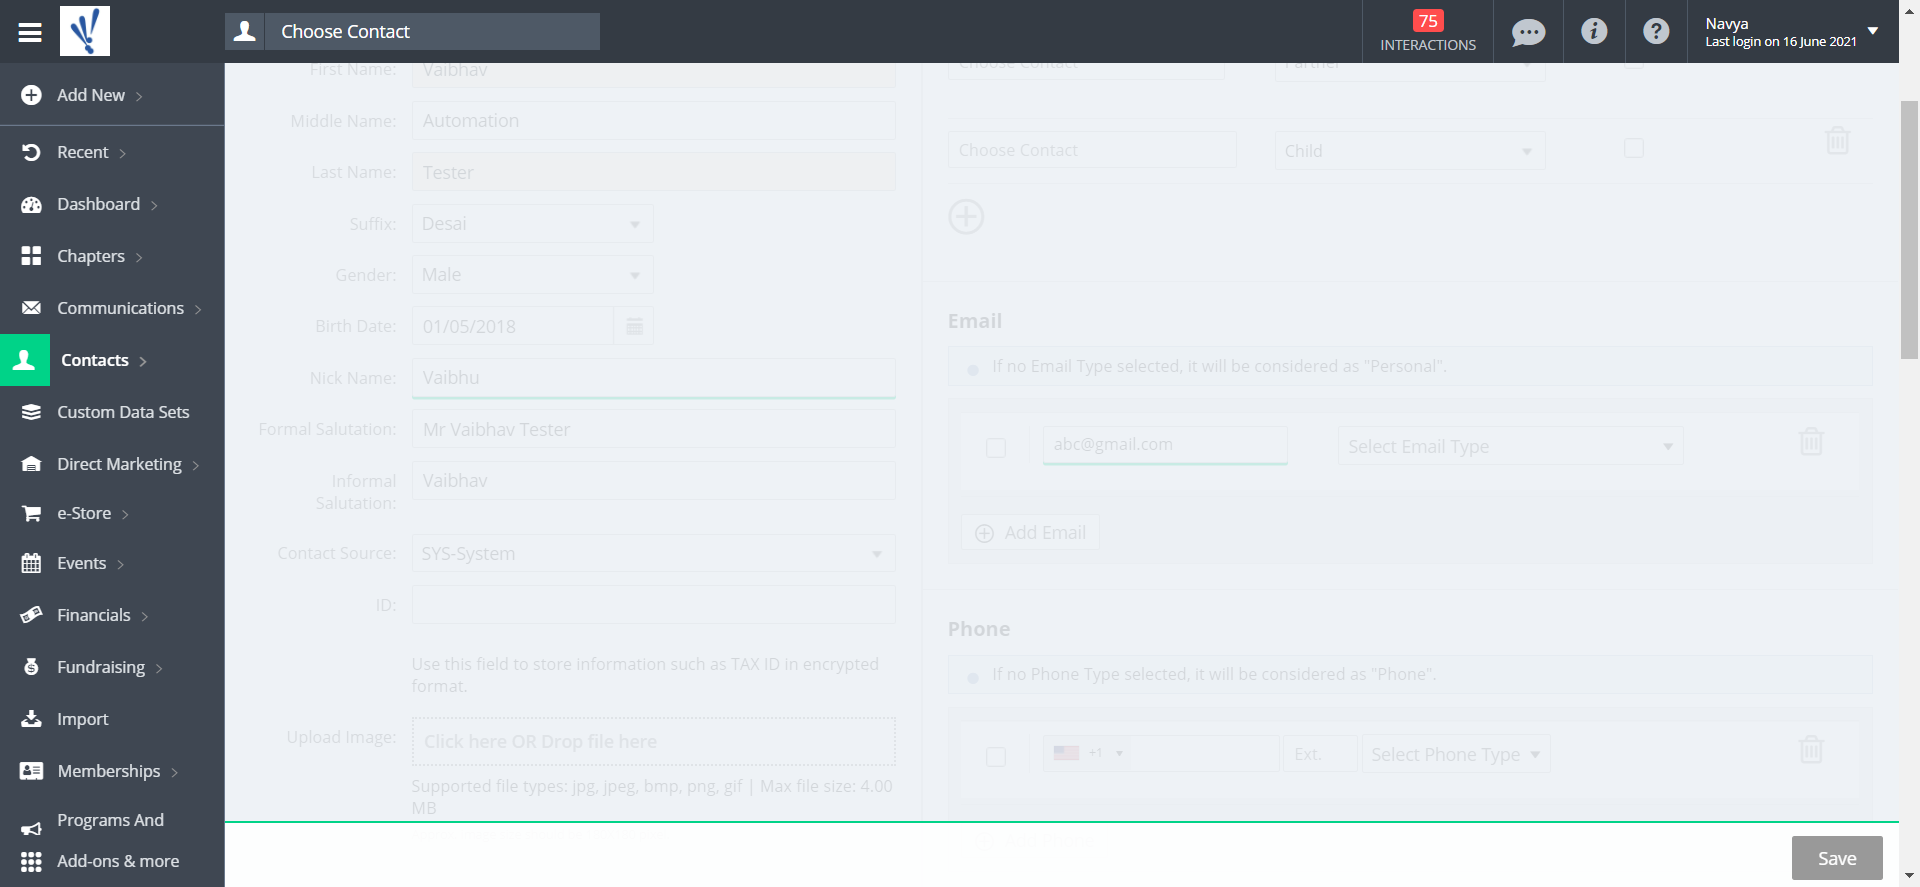 Choose Contact
75
INTERACTIONS
Navya
Last login on 16 June 2021
Add New
Recent
Dashboard
Chapters
Communications
Contacts
Custom Data Sets
Direct Marketing
e-Store
Events
Financials
Fundraising
Import
Memberships
Programs And
Add-ons & more
First Name: Vaibhav
Middle Name: Automation
Last Name: Tester
Suffix: Desai
Gender: Male
Birth Date: 01/05/2018
Nick Name: Vaibhu
Formal Salutation: Mr Vaibhav Tester
Informal Salutation: Vaibhav
Contact Source: SYS-System
ID:
Use this field to store information such as TAX ID in encrypted
format.
Upload Image: Click here OR Drop file here
Supported file types: jpg, jpeg, bmp, png, gif | Max file size: 4.00
MB
Choose Contact Partner
Choose Contact Child
Email
If no Email Type selected, it will be considered as "Personal".
abc@gmail.com Select Email Type
Add Email
Phone
If no Phone Type selected, it will be considered as "Phone".
+1 Ext. Select Phone Type
Save